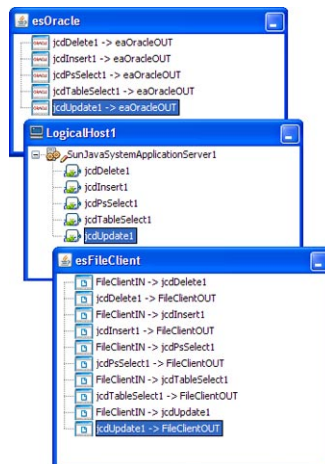 esOracle
jcdDelete1 -> eaOracleOUT
jcdInsert1 -> eaOracleOUT
jcdPsSelect1 -> eaOracleOUT
jcdTableSelect1 -> eaOracleOUT
jcdUpdate1 -> eaOracleOUT
LogicalHost1
SunJavaSystemApplicationServer1
jcdDelete1
jcdInsert1
jcdPsSelect1
jcdTableSelect1
jcdUpdate1
esFileClient
FileClientIN -> jcdDelete1
jcdDelete1 -> FileClientOUT
FileClientIN -> jcdInsert1
jcdInsert1 -> FileClientOUT
FileClientIN -> jcdPsSelect1
jcdPsSelect1 -> FileClientOUT
FileClientIN -> jcdTableSelect1
jcdTableSelect1 -> FileClientOUT
FileClientIN -> jcdUpdate1
jcdUpdate1 -> FileClientOUT